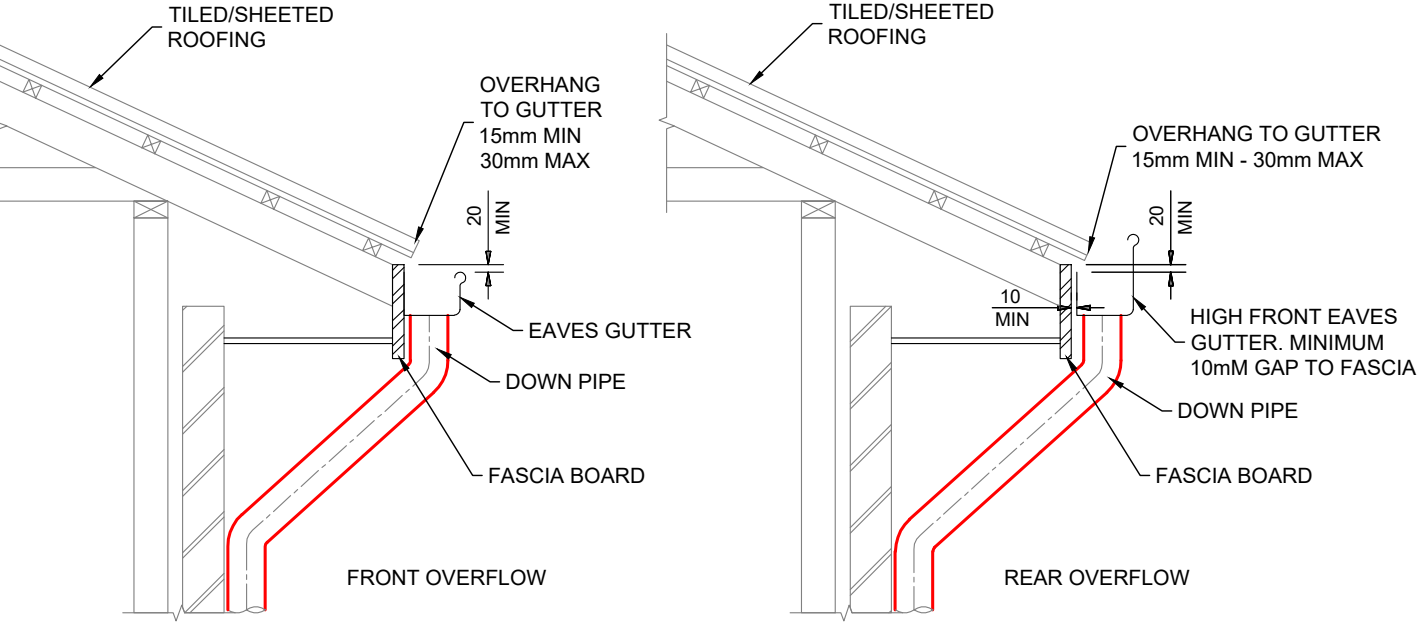 TILED/SHEETED
ROOFING
OVERHANG
TO GUTTER
15mm MIN
30mm MAX
20
MIN
EAVES GUTTER
DOWN PIPE
FASCIA BOARD
FRONT OVERFLOW
TILED/SHEETED
ROOFING
OVERHANG TO GUTTER
15mm MIN - 30mm MAX
20
MIN
10
MIN
HIGH FRONT EAVES
GUTTER. MINIMUM
10mM GAP TO FASCIA
DOWN PIPE
FASCIA BOARD
REAR OVERFLOW